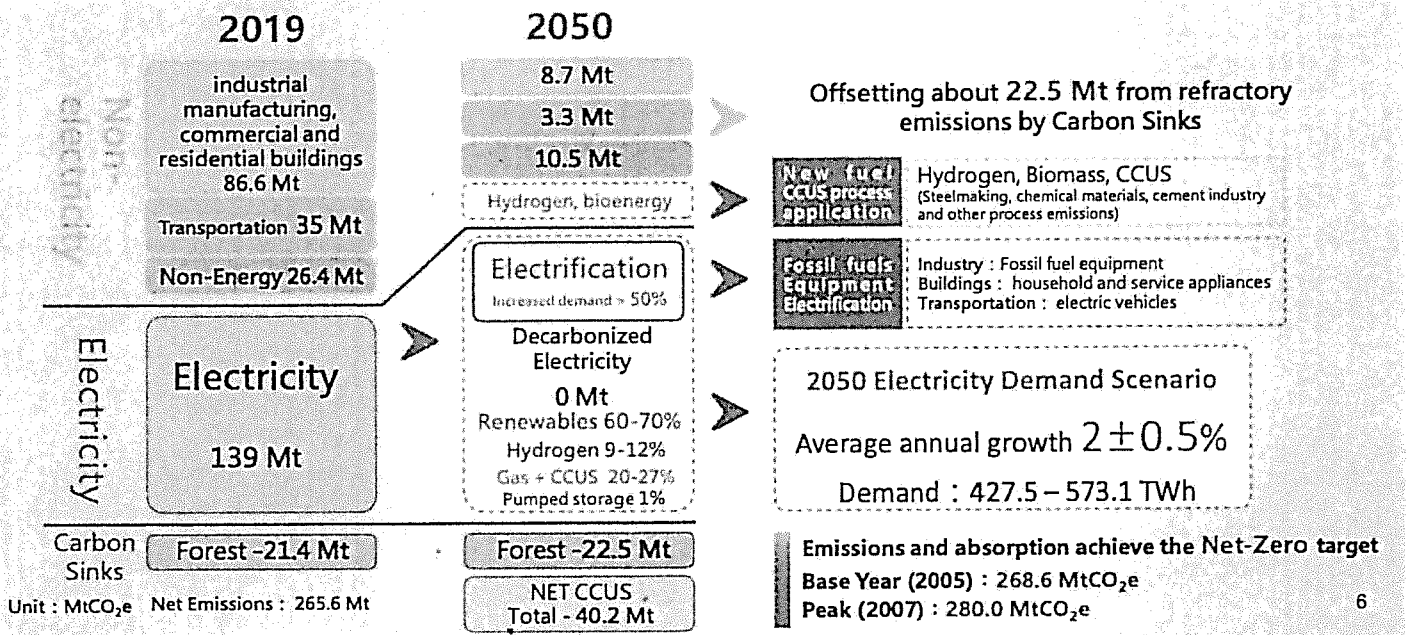 2019
2050
Non-
electricity
industrial
manufacturing,
commercial and
residential buildings
86.6 Mt
Transportation 35 Mt
Non-Energy 26.4 Mt
8.7 Mt
3.3 Mt
10.5 Mt
Hydrogen, bioenergy
Offsetting about 22.5 Mt from refractory
emissions by Carbon Sinks
New fuel
CCUS process
application
Hydrogen, Biomass, CCUS
(Steelmaking, chemical materials, cement industry
and other process emissions)
Electricity
Electricity
139 Mt
Electrification
Increased demand > 50%
Decarbonized
Electricity
0 Mt
Renewables 60-70%
Hydrogen 9-12%
Gas + CCUS 20-27%
Pumped storage 1%
Fossil fuels
Equipment
Electrification
Industry : Fossil fuel equipment
Buildings : household and service appliances
Transportation : electric vehicles
2050 Electricity Demand Scenario
Average annual growth 2±0.5%
Demand : 427.5–573.1 TWh
Carbon
Sinks
Forest -21.4 Mt
Forest -22.5 Mt
NET CCUS
Total - 40.2 Mt
Unit : MtCO₂e
Net Emissions : 265.6 Mt
Emissions and absorption achieve the Net-Zero target
Base Year (2005) : 268.6 MtCO₂e
Peak (2007) : 280.0 MtCO₂e
6